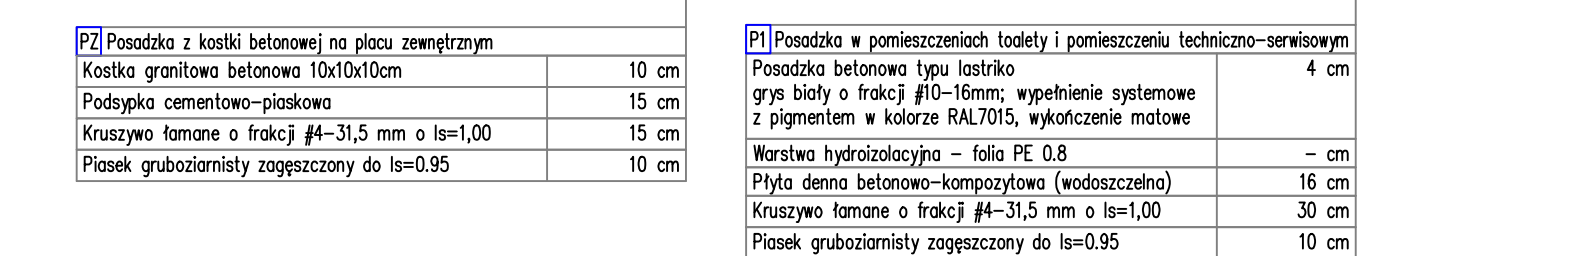 PZ Posadzka z kostki betonowej na placu zewnętrznym
Kostka granitowa betonowa 10x10x10cm 10 cm
Podsypka cementowo-piaskowa 15 cm
Kruszywo łamane o frakcji #4-31,5 mm o Is=1,00 15 cm
Piasek gruboziarnisty zagęszczony do Is=0.95 10 cm
P1 Posadzka w pomieszczeniach toalety i pomieszczeniu techniczno-serwisowym
Posadzka betonowa typu lastriko 4 cm
grys biały o frakcji #10-16mm; wypełnienie systemowe
z pigmentem w kolorze RAL7015, wykończenie matowe
Warstwa hydroizolacyjna - folia PE 0.8 - cm
Płyta denna betonowo-kompozytowa (wodoszczelna) 16 cm
Kruszywo łamane o frakcji #4-31,5 mm o Is=1,00 30 cm
Piasek gruboziarnisty zagęszczony do Is=0.95 10 cm